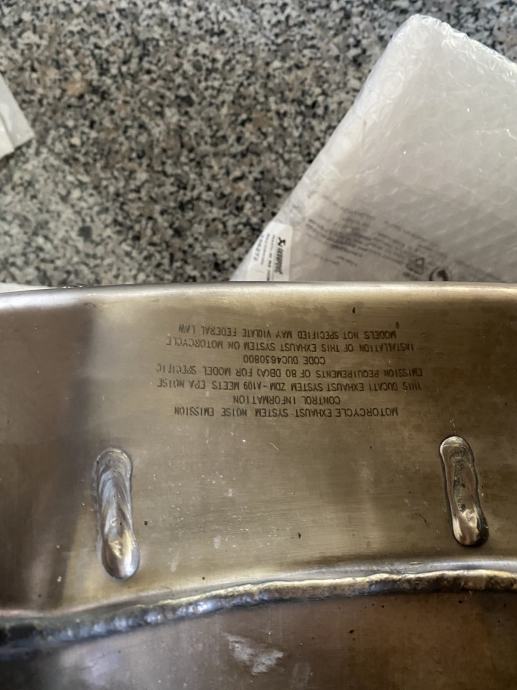 MOTORCYCLE EXHAUST SYSTEM NOISE EMISSION
CONTROL INFORMATION
THIS DUCATI EXHAUST SYSTEM ZDM-A109 MEETS EPA NOISE
EMISSION REQUIREMENTS OF 80 DB(A) FOR MODEL SPECIFIC
CODE DUC4630800
INSTALLATION OF THIS EXHAUST SYSTEM ON MOTORCYCLE
MODELS NOT SPECIFIED MAY VIOLATE FEDERAL LAW